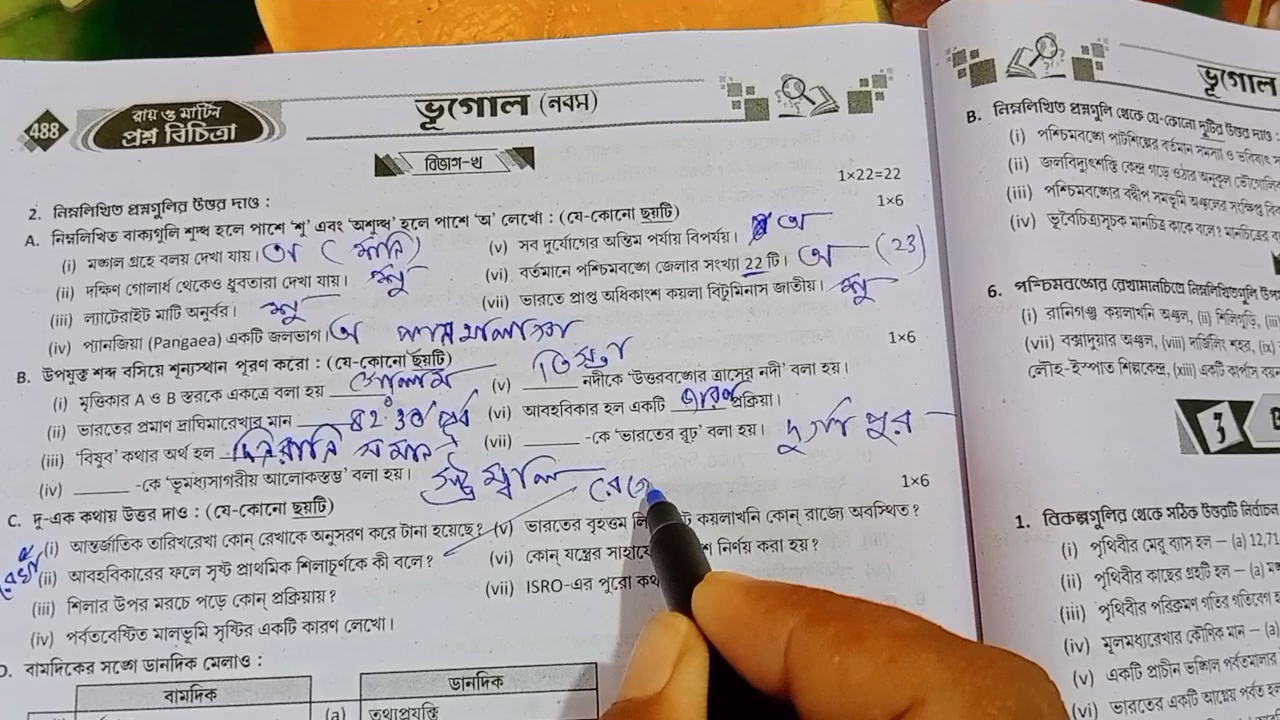 488
রায় ও মার্টিন
প্রশ্ন বিচিত্রা
ভূগোল (নবম)
বিভাগ-খ
2. নিম্নলিখিত প্রশ্নগুলির উত্তর দাও : 1×22=22
A. নিম্নলিখিত বাক্যগুলি শুদ্ধ হলে পাশে 'শু' এবং 'অশুদ্ধ' হলে পাশে 'অ' লেখো : (যে-কোনো ছয়টি) 1×6
(i) মঙ্গল গ্রহে বলয় দেখা যায়। অ (শনি)
(ii) দক্ষিণ গোলার্ধ থেকেও ধ্রুবতারা দেখা যায়। শু
(iii) ল্যাটেরাইট মাটি অনুর্বর। শু
(iv) প্যানজিয়া (Pangaea) একটি জলভাগ। অ
(v) সব দুর্যোগের অন্তিম পর্যায় বিপর্যয়। অ
(vi) বর্তমানে পশ্চিমবঙ্গে জেলার সংখ্যা 22 টি। অ (23)
(vii) ভারতে প্রাপ্ত অধিকাংশ কয়লা বিটুমিনাস জাতীয়। শু
B. উপযুক্ত শব্দ বসিয়ে শূন্যস্থান পূরণ করো : (যে-কোনো ছয়টি) 1×6
(i) মৃত্তিকার A ও B স্তরকে একত্রে বলা হয় সোলাম
(ii) ভারতের প্রমাণ দ্রাঘিমারেখার মান 82°30' পূর্ব
(iii) 'বিষুব' কথার অর্থ হল দিনরাত্রি সমান
(iv) ______ -কে 'ভূমধ্যসাগরীয় আলোকস্তম্ভ' বলা হয়। স্ট্রম্বলি
(v) ______ নদীকে 'উত্তরবঙ্গের ত্রাসের নদী' বলা হয়। তিস্তা
(vi) আবহবিকার হল একটি প্রক্রিয়া।
(vii) ______ -কে 'ভারতের রূঢ়' বলা হয়। দুর্গাপুর
C. দু-এক কথায় উত্তর দাও : (যে-কোনো ছয়টি) 1×6
(i) আন্তর্জাতিক তারিখরেখা কোন্ রেখাকে অনুসরণ করে টানা হয়েছে?
(ii) আবহবিকারের ফলে সৃষ্ট প্রাথমিক শিলাচূর্ণকে কী বলে? রেগো
(iii) শিলার উপর মরচে পড়ে কোন্ প্রক্রিয়ায়?
(iv) পর্বতবেষ্টিত মালভূমি সৃষ্টির একটি কারণ লেখো।
(v) ভারতের বৃহত্তম কয়লাখনি কোন্ রাজ্যে অবস্থিত?
(vi) কোন্ যন্ত্রের সাহায্যে নির্ণয় করা হয়?
(vii) ISRO-এর পুরো
D. বামদিকের সঙ্গে ডানদিক মেলাও :
বামদিক ডানদিক
(a) তথ্যপ্রযুক্তি
ভূগোল
B. নিম্নলিখিত প্রশ্নগুলি থেকে যে-কোনো দুটির উত্তর দাও
(i) পশ্চিমবঙ্গে পাটশিল্পের বর্তমান সমস্যা ও ভবিষ্যৎ
(ii) জলবিদ্যুৎশক্তি কেন্দ্র গড়ে ওঠার অনুকূল
(iii) পশ্চিমবঙ্গের বদ্বীপ সমভূমি অঞ্চলের সংক্ষিপ্ত
(iv) ভূবৈচিত্র্যসূচক মানচিত্র কাকে বলে?
6. পশ্চিমবঙ্গের রেখামানচিত্রে নিম্নলিখিতগুলি
(i) রানিগঞ্জ কয়লাখনি অঞ্চল, (ii) শিলিগুড়ি, (iii)
(vii) বক্সাদুয়ার অঞ্চল, (viii) দার্জিলিং শহর, (ix)
লৌহ-ইস্পাত শিল্পকেন্দ্র, (xiii) একটি কার্পাস
3
1. বিকল্পগুলির থেকে সঠিক উত্তরটি নির্বাচন
(i) পৃথিবীর মেরু ব্যাস হল – (a) 12,71
(ii) পৃথিবীর কাছের গ্রহটি হল – (a)
(iii) পৃথিবীর পরিক্রমণ গতির গতিবেগ
(iv) মূলমধ্যরেখার কৌণিক মান – (a)
(v) একটি প্রাচীন ভঙ্গিল পর্বতমালার
(vi) ভারতের একটি আগ্নেয় পর্বত হল